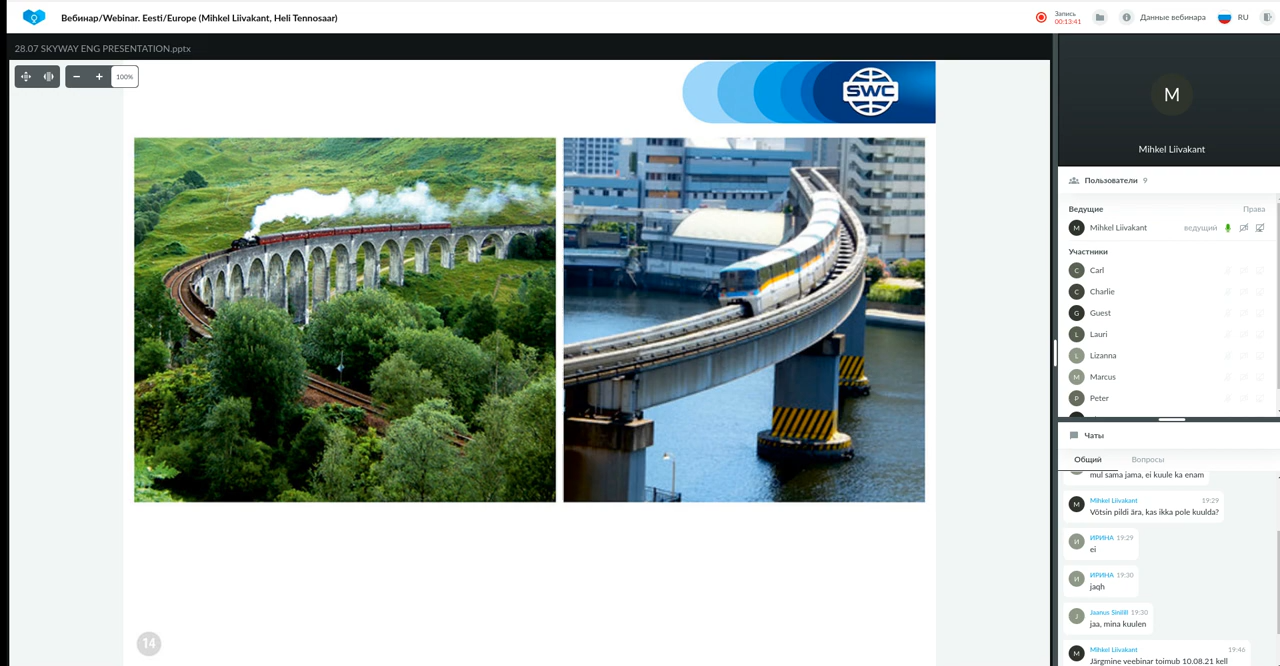 Вебинар/Webinar. Eesti/Europe (Mihkel Liivakant, Heli Tennosaar)
Запись
00:13:41
Данные вебинара
RU
28.07 SKYWAY ENG PRESENTATION.pptx
100%
SWC
14
M
Mihkel Liivakant
Пользователи 9
Ведущие Права
M Mihkel Liivakant ведущий
Участники
C Carl
C Charlie
G Guest
L Lauri
L Lizanna
M Marcus
P Peter
Чаты
Общий Вопросы
mul sama jama, ei kuule ka enam
M Mihkel Liivakant 19:29
Võtsin pildi ära, kas ikka pole kuulda?
И ИРИНА 19:29
ei
И ИРИНА 19:30
jaqh
J Jaanus Sinilill 19:30
jaa, mina kuulen
M Mihkel Liivakant 19:46
Järgmine veebinar toimub 10.08.21 kell